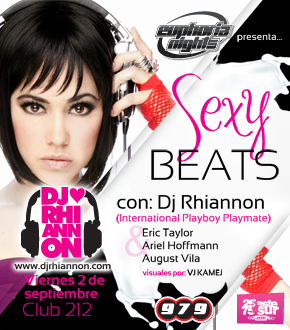 euphoria
nights
presenta...
Sexy
BEATS
con: Dj Rhiannon
(International Playboy Playmate)
&
Eric Taylor
Ariel Hoffmann
August Vila
visuales por: VJ KAMEJ
DJ
RHI
ANN
ON
www.djrhiannon.com
Viernes 2 de
septiembre
Club 212
979